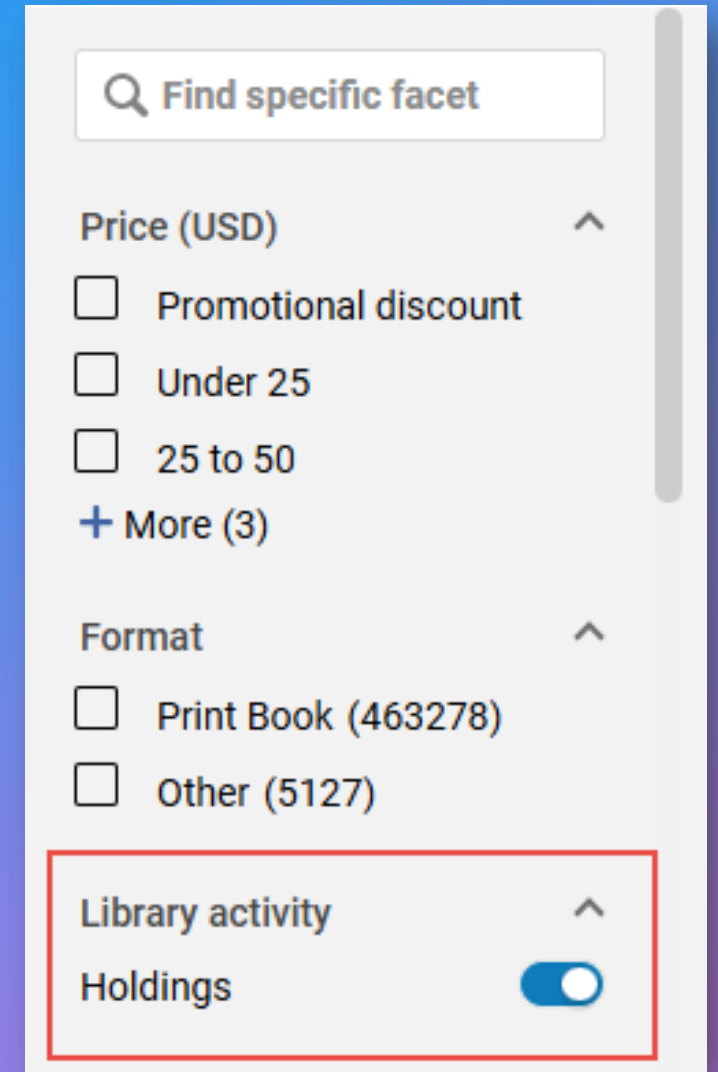 Find specific facet
Price (USD)
Promotional discount
Under 25
25 to 50
+ More (3)
Format
Print Book (463278)
Other (5127)
Library activity
Holdings